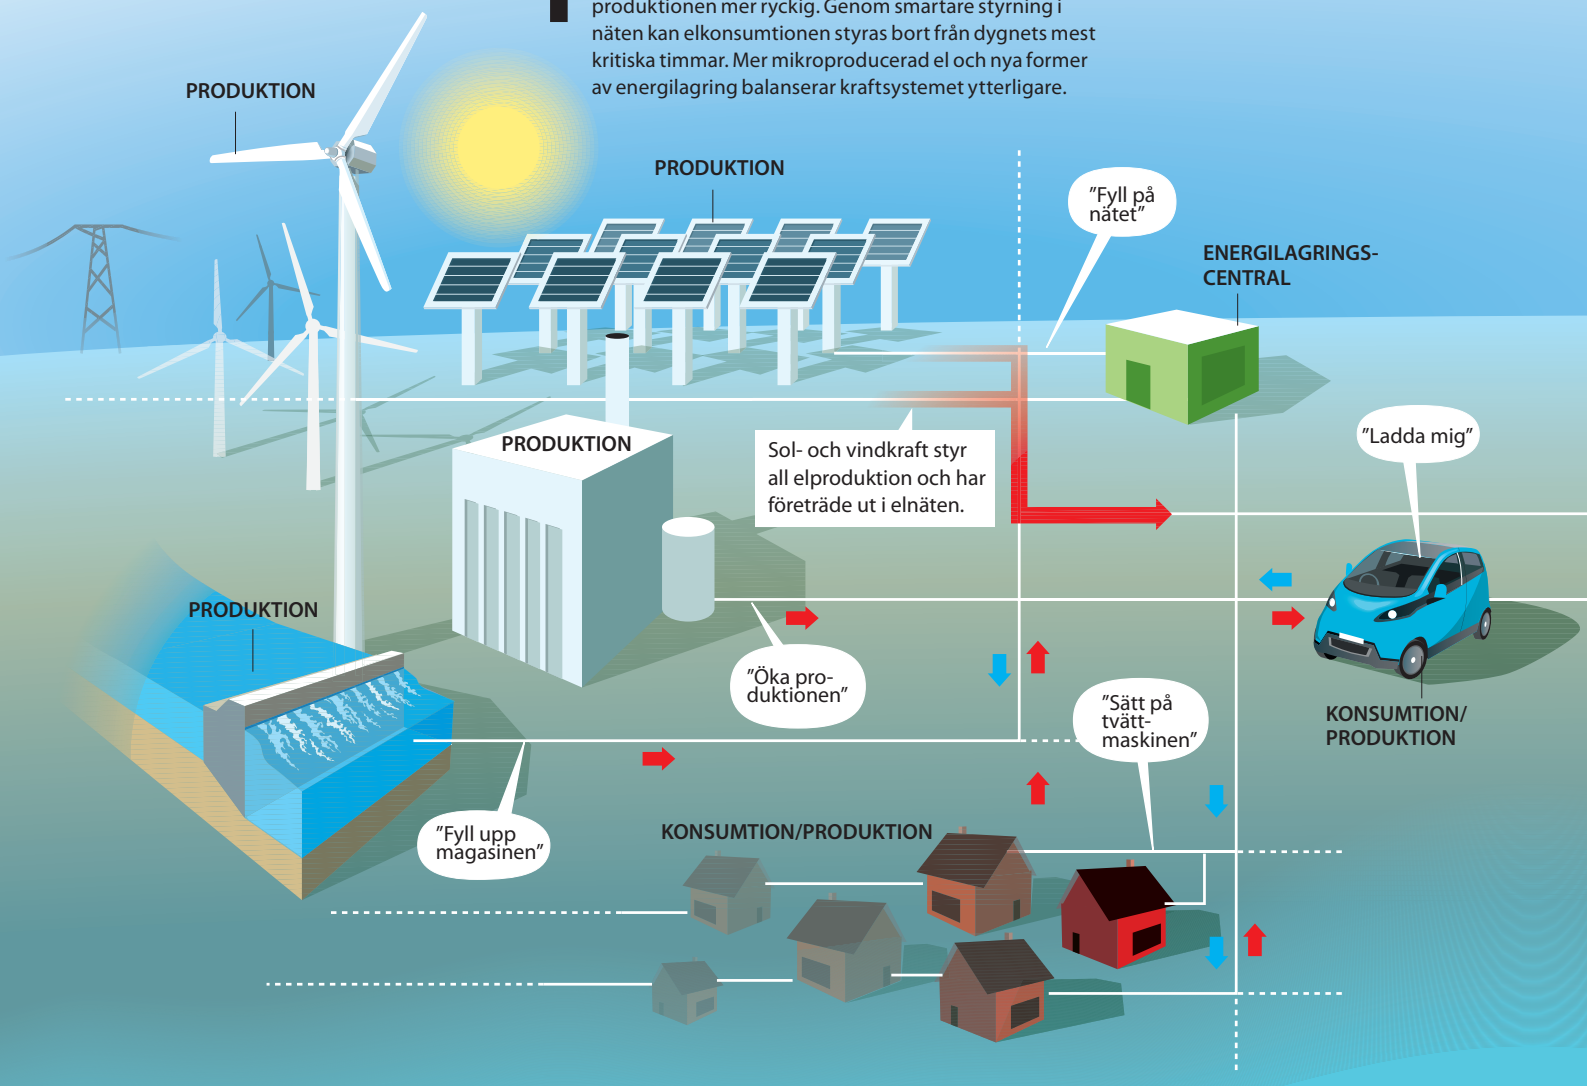 produktionen mer ryckig. Genom smartare styrning i
näten kan elkonsumtionen styras bort från dygnets mest
kritiska timmar. Mer mikroproducerad el och nya former
av energilagring balanserar kraftsystemet ytterligare.
PRODUKTION
PRODUKTION
”Fyll på
nätet”
ENERGILAGRINGS-
CENTRAL
PRODUKTION
Sol- och vindkraft styr
all elproduktion och har
företräde ut i elnäten.
”Ladda mig”
PRODUKTION
”Öka pro-
duktionen”
”Sätt på
tvätt-
maskinen”
KONSUMTION/
PRODUKTION
”Fyll upp
magasinen”
KONSUMTION/PRODUKTION